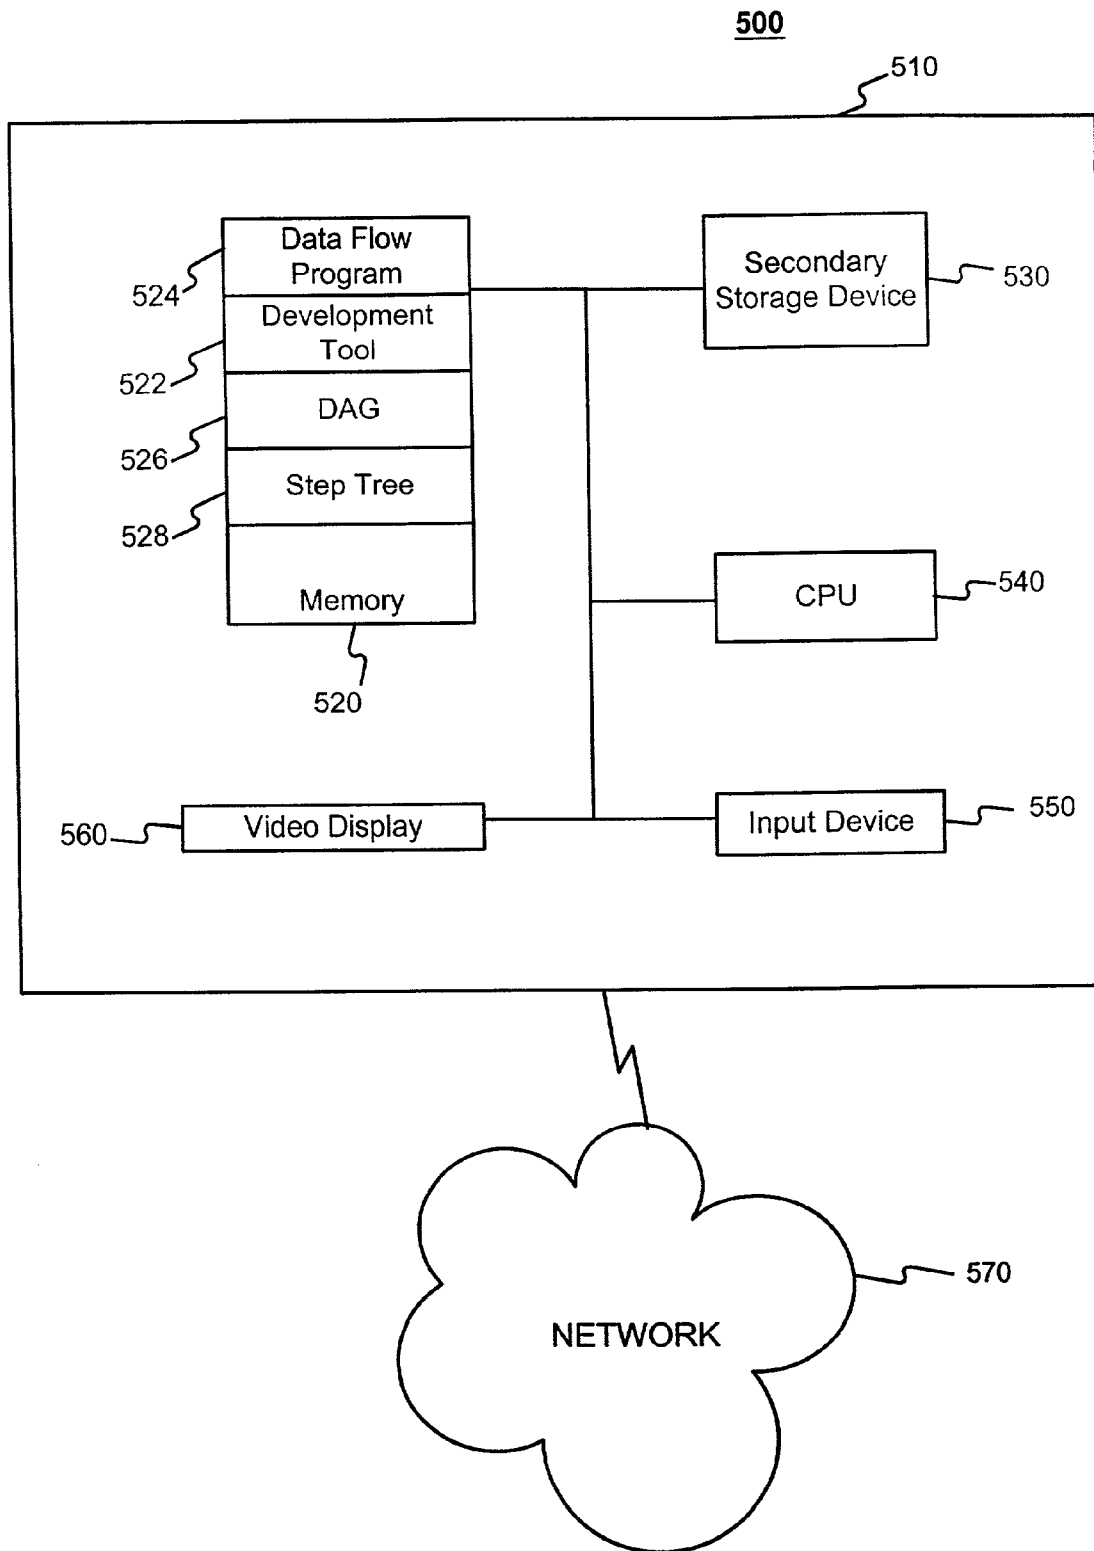 500
510
Data Flow
Program
524
Development
Tool
522
DAG
526
Step Tree
528
Memory
520
Secondary
Storage Device
530
CPU
540
Video Display
560
Input Device
550
NETWORK
570